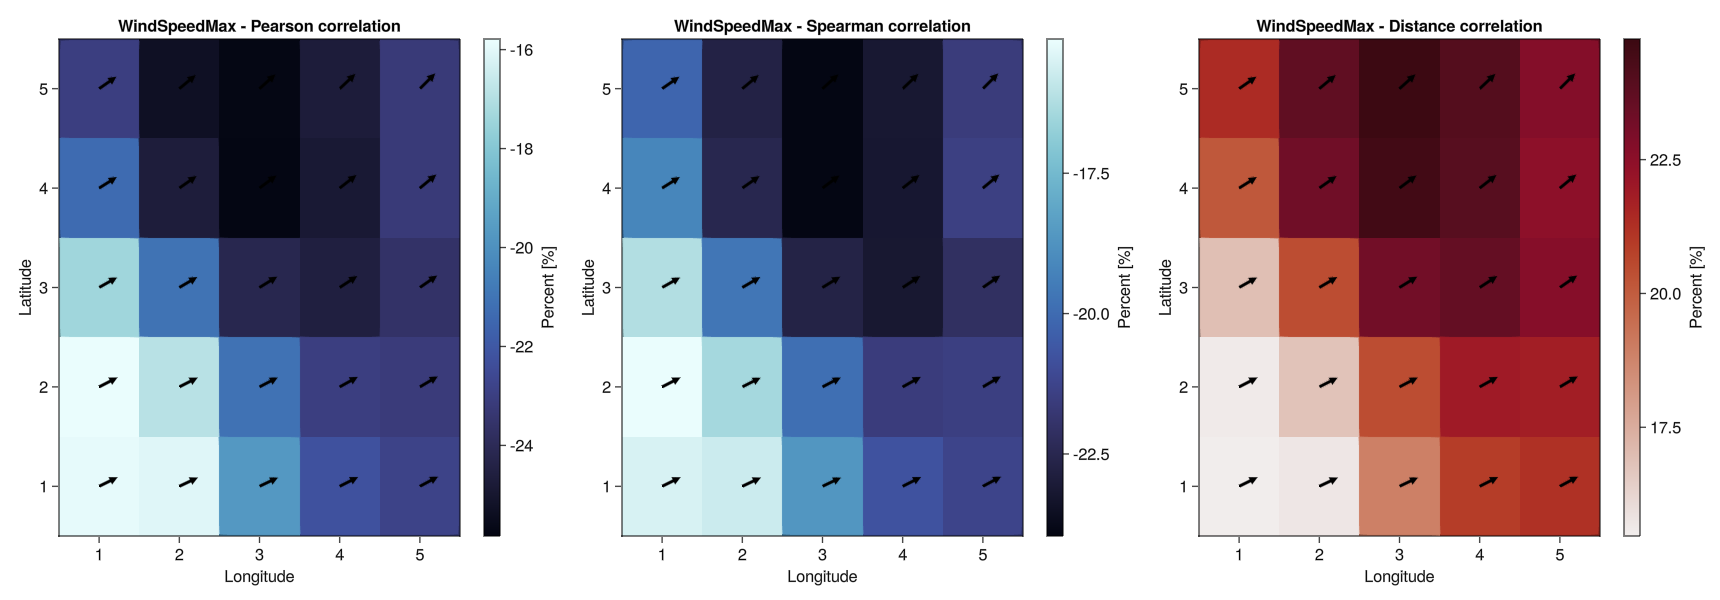 WindSpeedMax - Pearson correlation
5
4
3
2
1
Latitude
1 2 3 4 5
Longitude
-16
-18
-20
-22
-24
Percent [%]
WindSpeedMax - Spearman correlation
5
4
3
2
1
Latitude
1 2 3 4 5
Longitude
-17.5
-20.0
-22.5
Percent [%]
WindSpeedMax - Distance correlation
5
4
3
2
1
Latitude
1 2 3 4 5
Longitude
22.5
20.0
17.5
Percent [%]